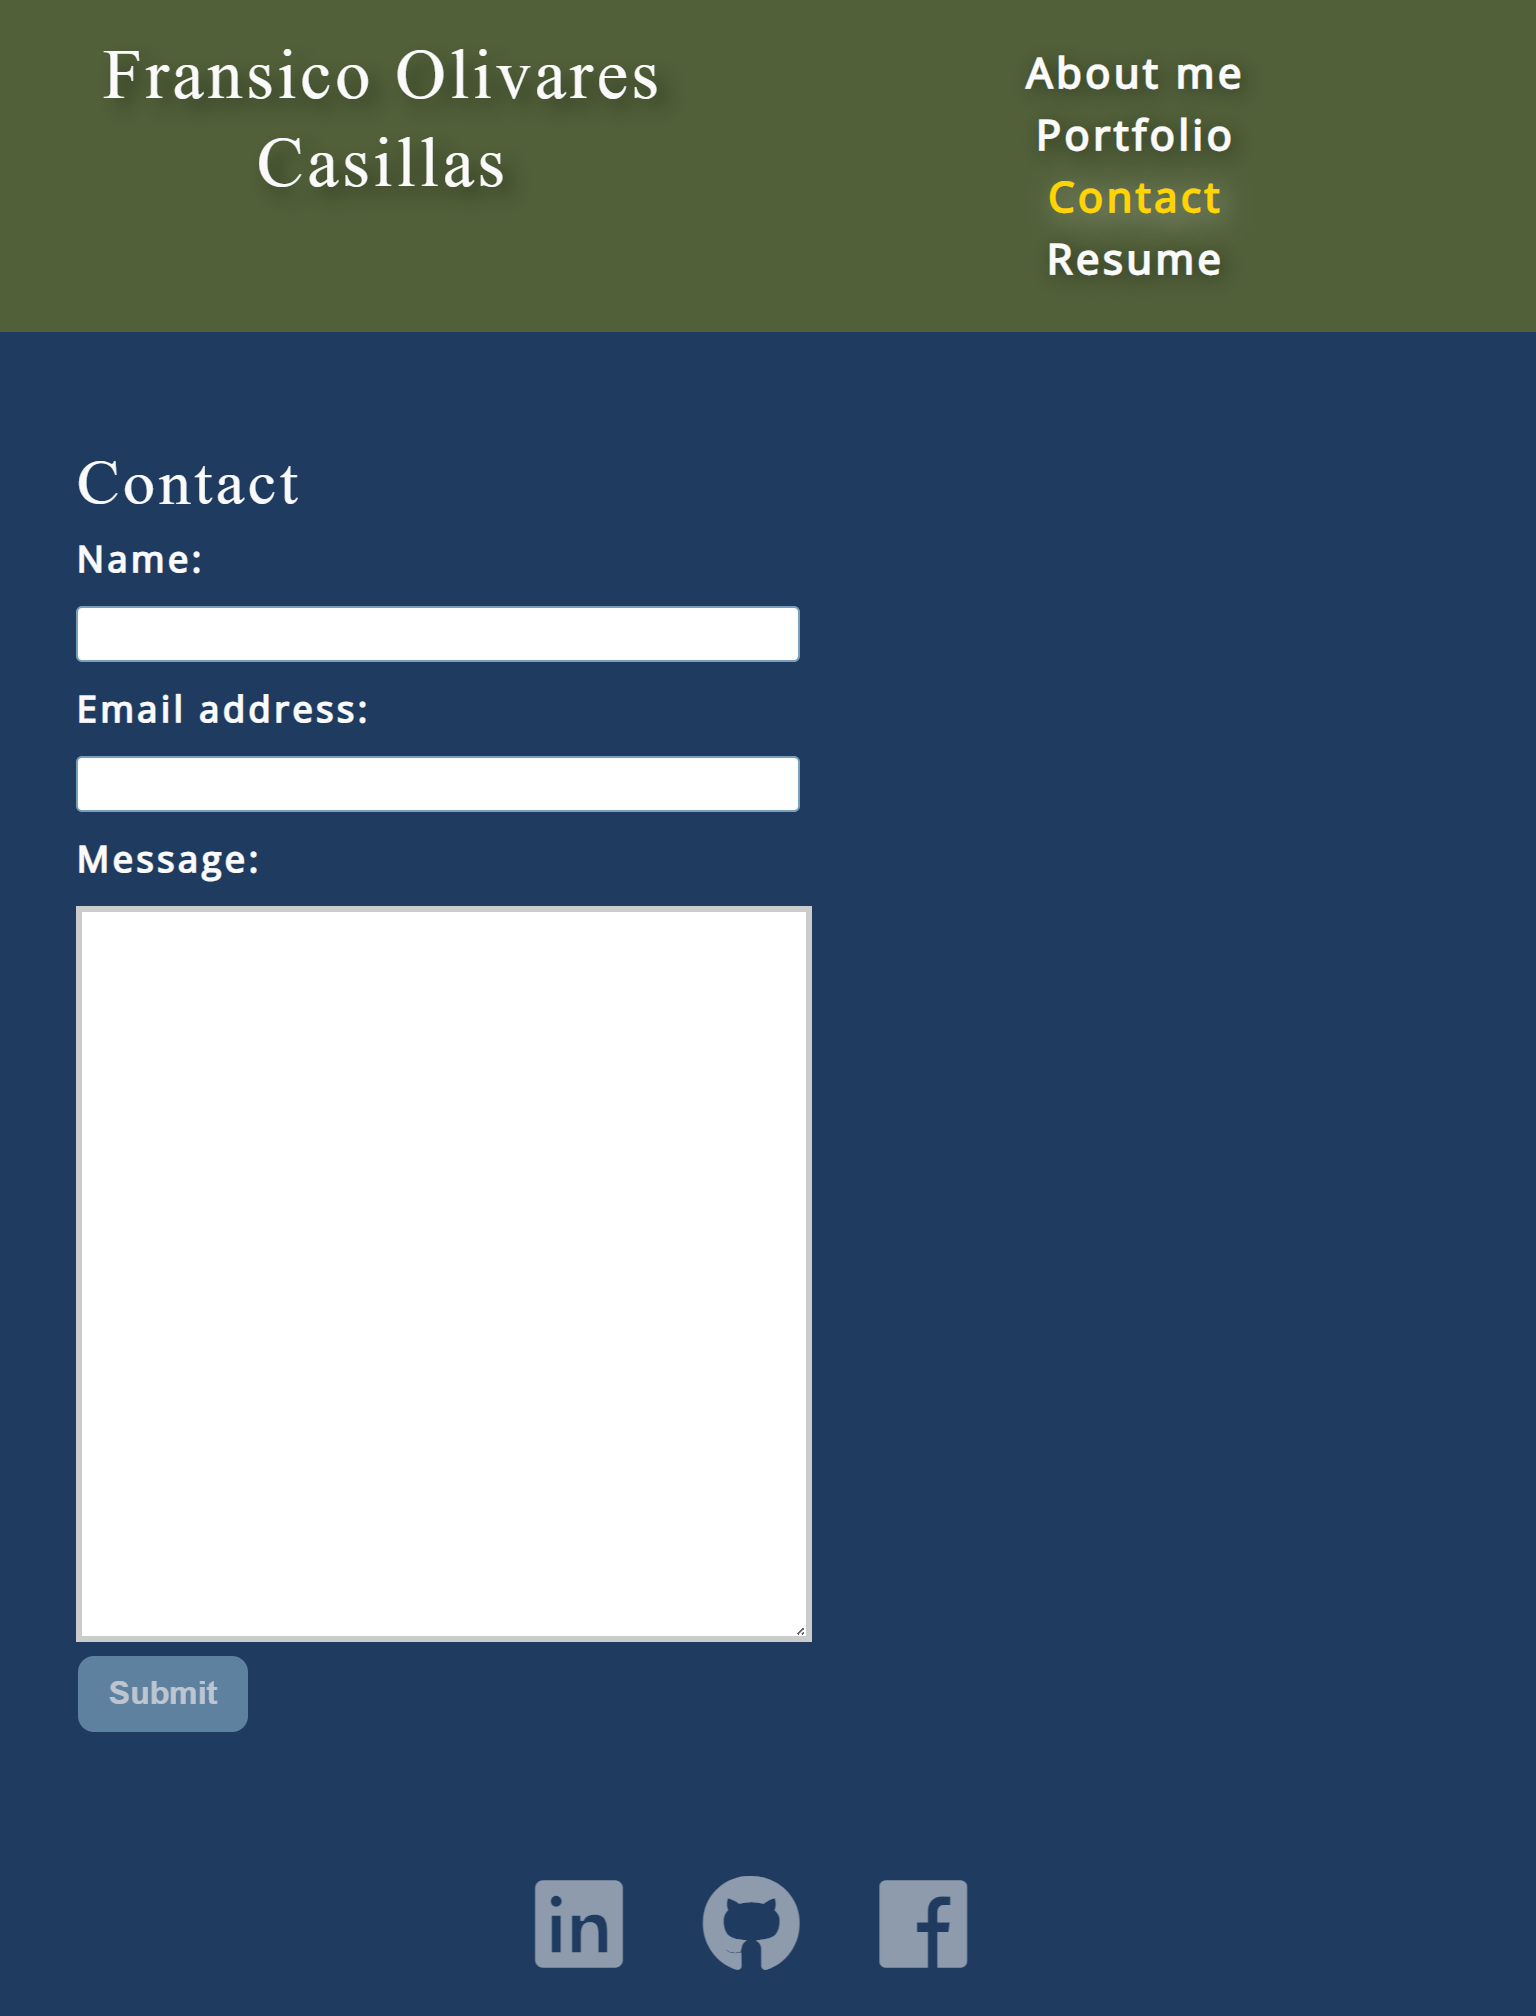 Fransico Olivares
Casillas
About me
Portfolio
Contact
Resume
Contact
Name:
Email address:
Message:
Submit
in
f